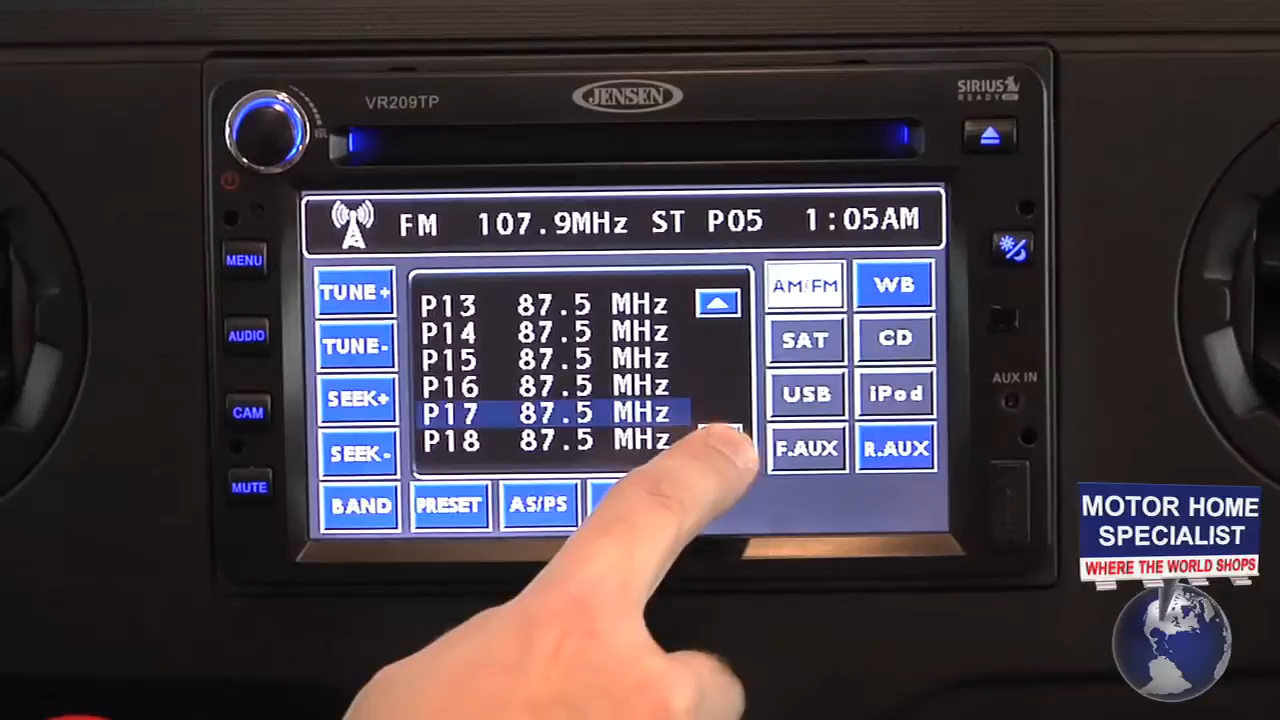 VR209TP
JENSEN
SIRIUS
READY
VOL
FM 107.9MHz ST P05 1:05AM
MENU
AUDIO
CAM
MUTE
TUNE+
TUNE-
SEEK+
SEEK-
BAND
P13 87.5 MHz
P14 87.5 MHz
P15 87.5 MHz
P16 87.5 MHz
P17 87.5 MHz
P18 87.5 MHz
PRESET
AS/PS
AM/FM
WB
SAT
CD
USB
iPod
F.AUX
R.AUX
AUX IN
MOTOR HOME
SPECIALIST
WHERE THE WORLD SHOPS